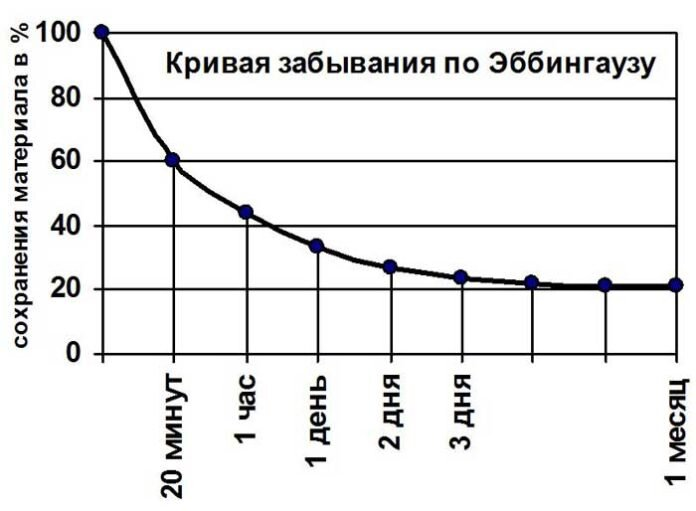 Кривая забывания по Эббингаузу
сохранения материала в %
100
80
60
40
20
0
20 минут
1 час
1 день
2 дня
3 дня
1 месяц